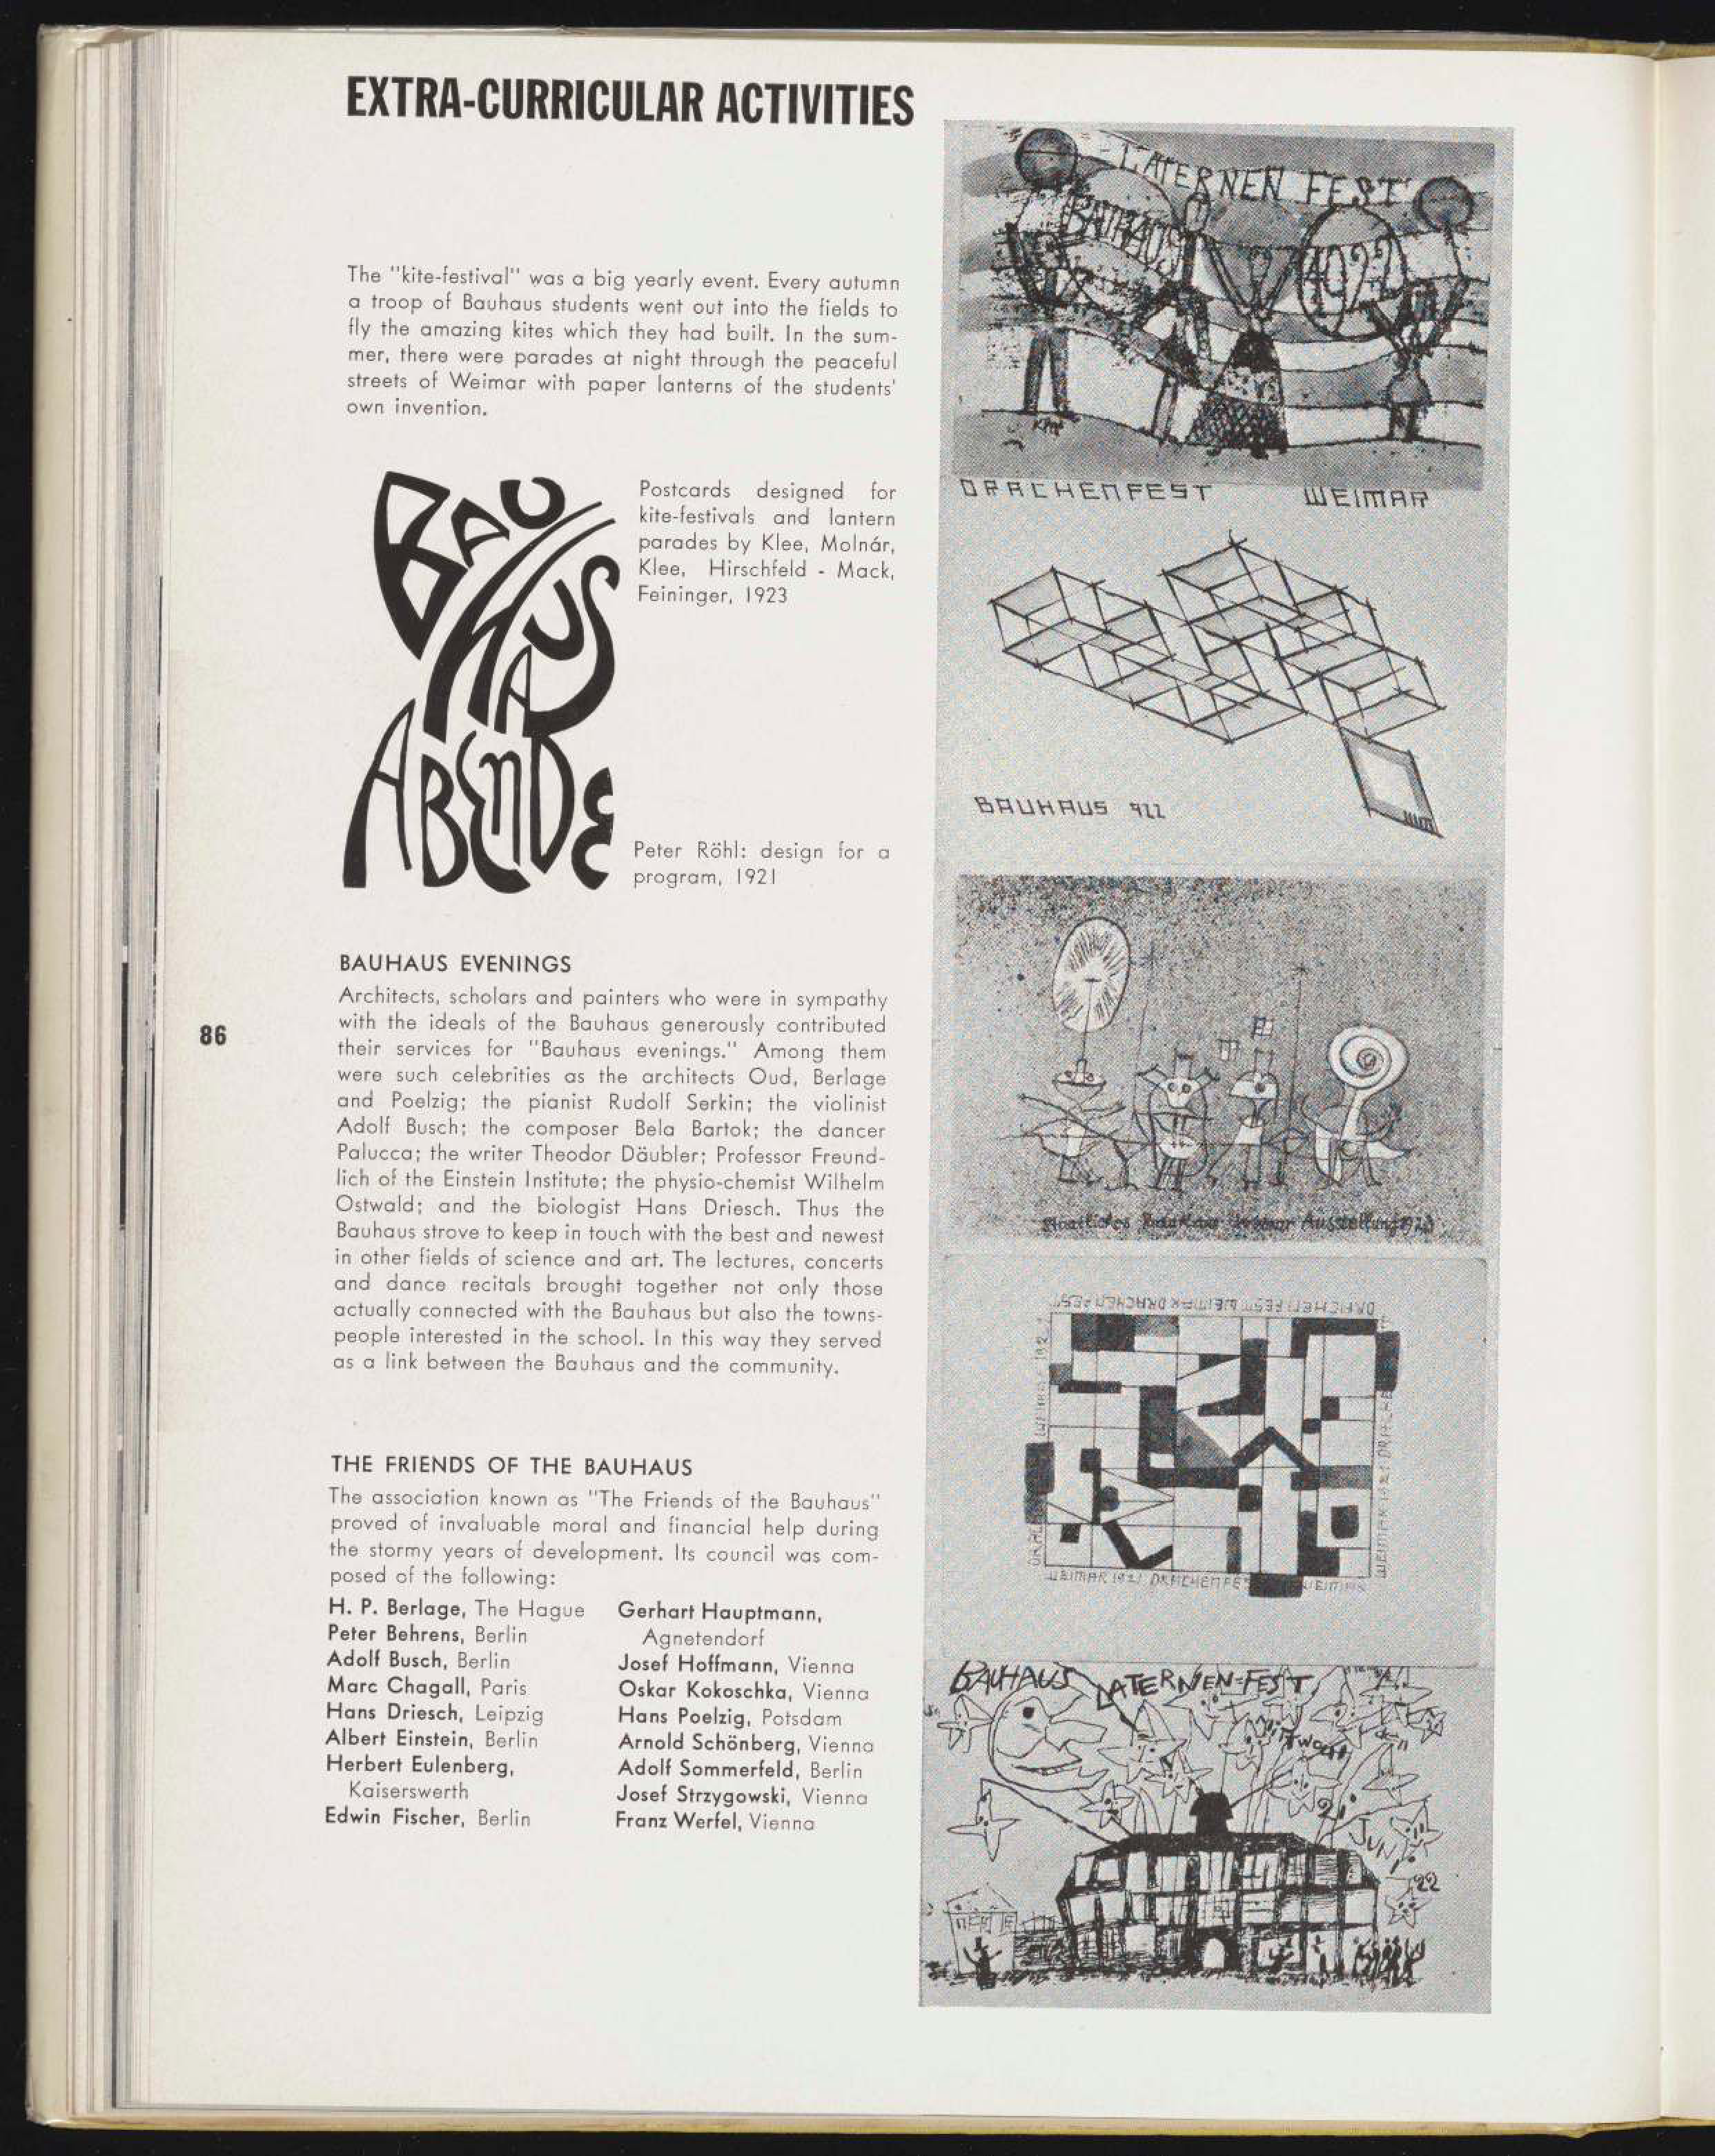 EXTRA-CURRICULAR ACTIVITIES
The "kite-festival" was a big yearly event. Every autumn
a troop of Bauhaus students went out into the fields to
fly the amazing kites which they had built. In the sum-
mer, there were parades at night through the peaceful
streets of Weimar with paper lanterns of the students'
own invention.
BAU
HAUS
ABENDE
Postcards designed for
kite-festivals and lantern
parades by Klee, Molnár,
Klee, Hirschfeld - Mack,
Feininger, 1923
Peter Röhl: design for a
program, 1921
BAUHAUS EVENINGS
Architects, scholars and painters who were in sympathy
with the ideals of the Bauhaus generously contributed
their services for "Bauhaus evenings." Among them
were such celebrities as the architects Oud, Berlage
and Poelzig; the pianist Rudolf Serkin; the violinist
Adolf Busch; the composer Bela Bartok; the dancer
Palucca; the writer Theodor Däubler; Professor Freund-
lich of the Einstein Institute; the physio-chemist Wilhelm
Ostwald; and the biologist Hans Driesch. Thus the
Bauhaus strove to keep in touch with the best and newest
in other fields of science and art. The lectures, concerts
and dance recitals brought together not only those
actually connected with the Bauhaus but also the towns-
people interested in the school. In this way they served
as a link between the Bauhaus and the community.
86
THE FRIENDS OF THE BAUHAUS
The association known as "The Friends of the Bauhaus"
proved of invaluable moral and financial help during
the stormy years of development. Its council was com-
posed of the following:
H. P. Berlage, The Hague
Peter Behrens, Berlin
Adolf Busch, Berlin
Marc Chagall, Paris
Hans Driesch, Leipzig
Albert Einstein, Berlin
Herbert Eulenberg,
Kaiserswerth
Edwin Fischer, Berlin
Gerhart Hauptmann,
Agnetendorf
Josef Hoffmann, Vienna
Oskar Kokoschka, Vienna
Hans Poelzig, Potsdam
Arnold Schönberg, Vienna
Adolf Sommerfeld, Berlin
Josef Strzygowski, Vienna
Franz Werfel, Vienna
LATERNEN FEST
BAUHAUS 1922
DRACHENFEST WEIMAR
BAUHAUS 922
Staatliches Bauhaus Weimar Ausstellung 1923
DRACHENFEST WEIMAR DRACHENFEST
WEIMAR 1921 DRACHENFE
WEIMAR 1921 DRACHE
BAUHAUS LATERNEN-FEST
Mittwoch den
21.
JUNI
22